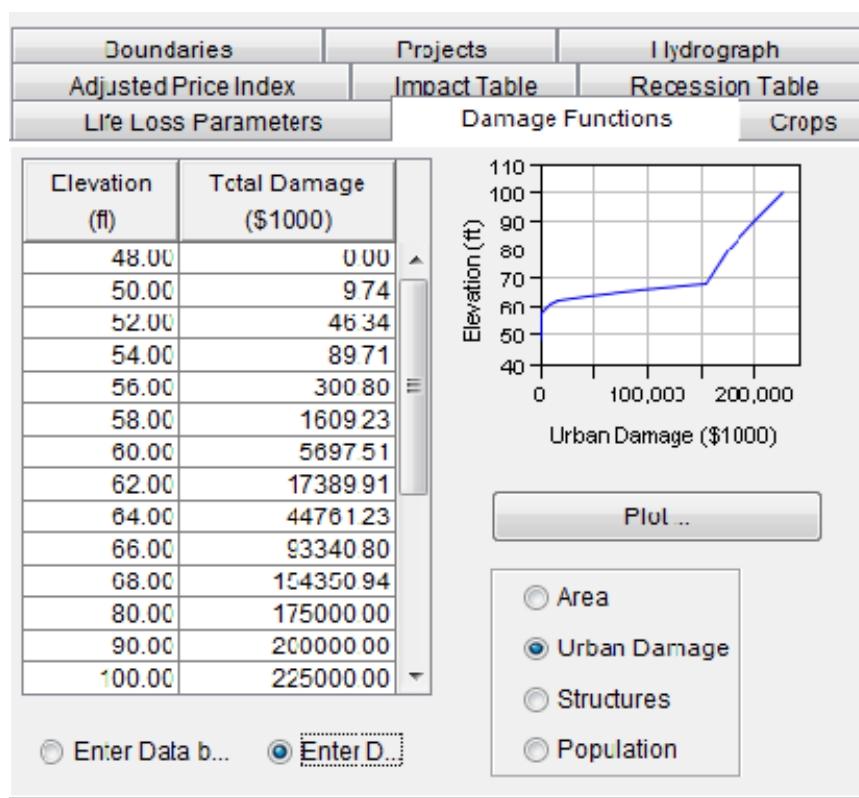 Boundaries Projects Hydrograph
Adjusted Price Index Impact Table Recession Table
Life Loss Parameters Damage Functions Crops
Elevation (ft) Total Damage ($1000)
48.00 0.00
50.00 9.74
52.00 46.34
54.00 89.71
56.00 300.80
58.00 1609.23
60.00 5697.51
62.00 17389.91
64.00 44761.23
66.00 93340.80
68.00 154350.94
80.00 175000.00
90.00 200000.00
100.00 225000.00
Enter Data b... Enter D...
110
100
90
80
70
60
50
40
Elevation (ft)
0 100,000 200,000
Urban Damage ($1000)
Plot ...
Area
Urban Damage
Structures
Population